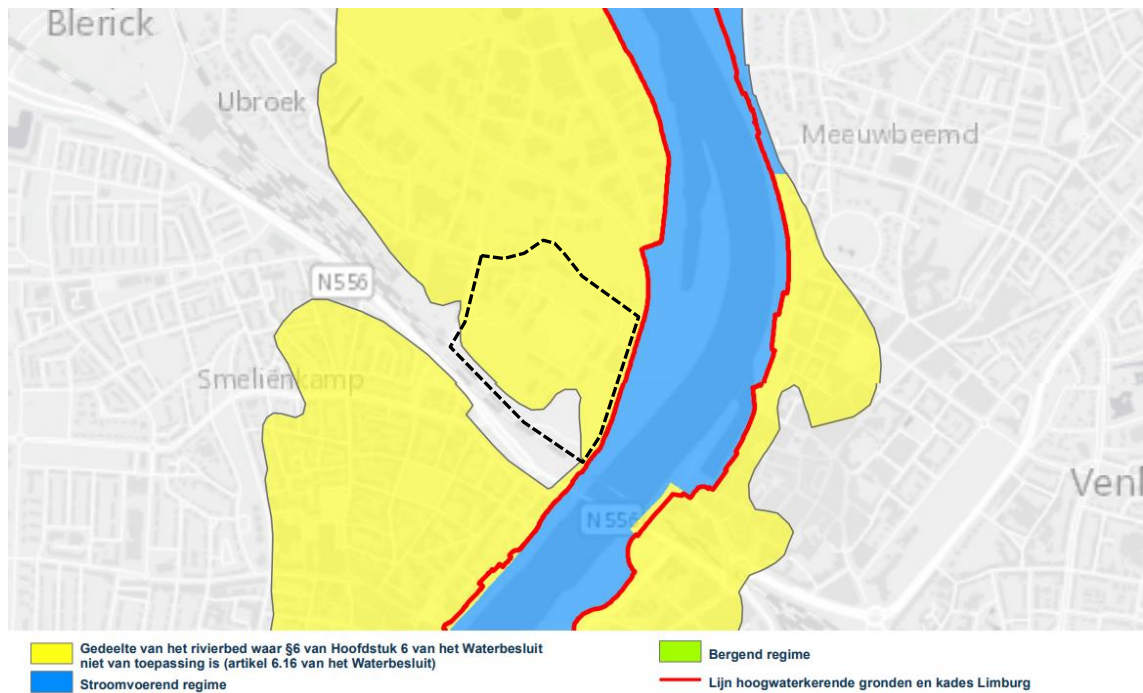 Blerick
Ubroek
Meeuwbeemd
N556
Smeliënkamp
Venl
N 556
Gedeelte van het rivierbed waar §6 van Hoofdstuk 6 van het Waterbesluit
niet van toepassing is (artikel 6.16 van het Waterbesluit)
Stroomvoerend regime
Bergend regime
Lijn hoogwaterkerende gronden en kades Limburg